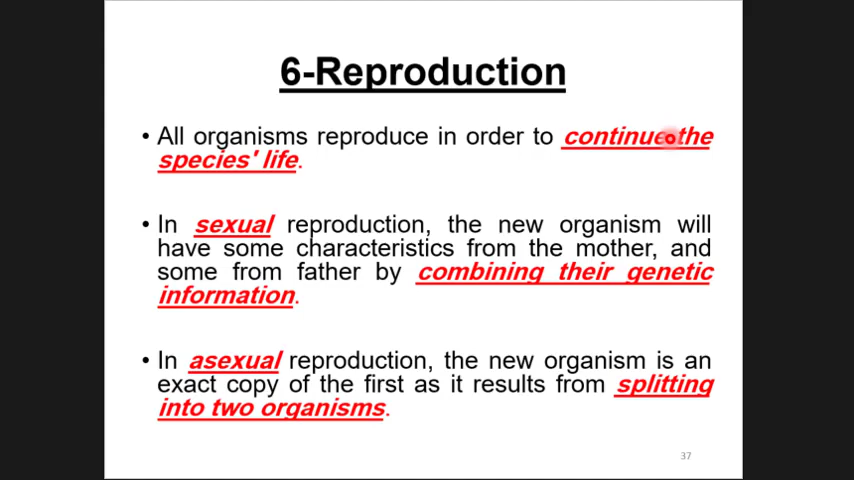 6-Reproduction
• All organisms reproduce in order to continue the
species' life.
• In sexual reproduction, the new organism will
have some characteristics from the mother, and
some from father by combining their genetic
information.
• In asexual reproduction, the new organism is an
exact copy of the first as it results from splitting
into two organisms.
37